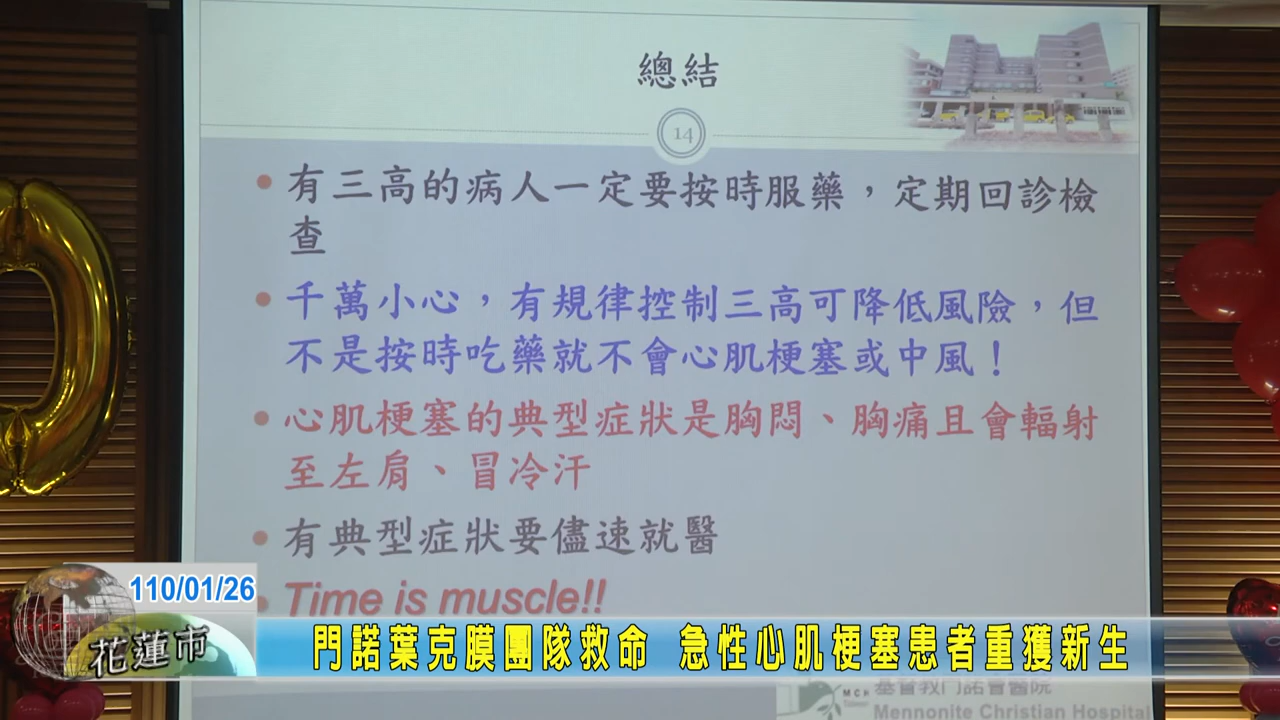 總結
14
有三高的病人一定要按時服藥，定期回診檢
查
千萬小心，有規律控制三高可降低風險，但
不是按時吃藥就不會心肌梗塞或中風！
心肌梗塞的典型症狀是胸悶、胸痛且會輻射
至左肩、冒冷汗
有典型症狀要儘速就醫
Time is muscle!!
110/01/26
花蓮市
門諾葉克膜團隊救命 急性心肌梗塞患者重獲新生
基督教門諾會醫院
Mennonite Christian Hospital